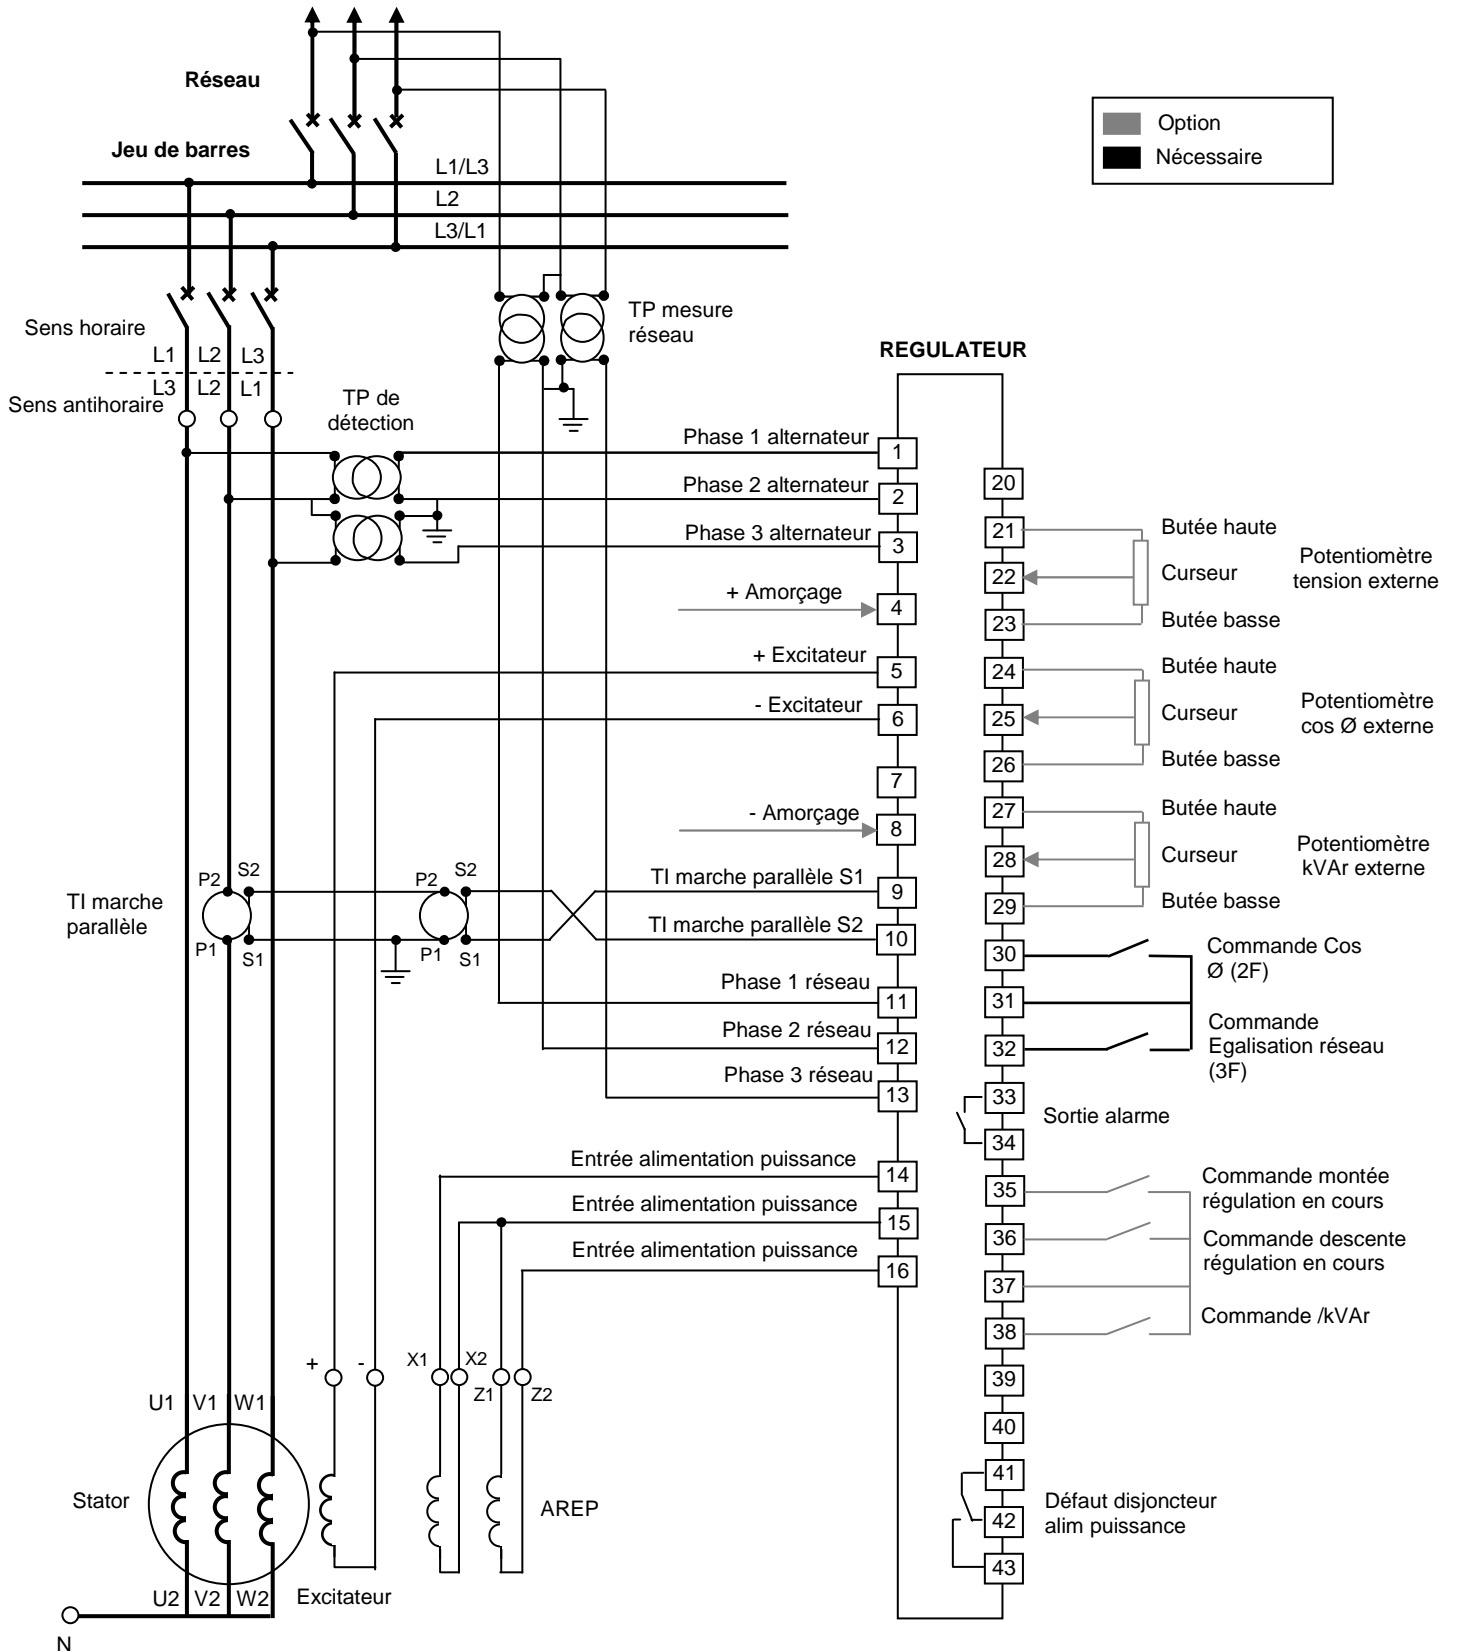 Réseau
Jeu de barres
L1/L3
L2
L3/L1
Option
Nécessaire
Sens horaire
L1 L2 L3
L3 L2 L1
Sens antihoraire
TP mesure
réseau
TP de
détection
REGULATEUR
Phase 1 alternateur
1
Phase 2 alternateur
2
Phase 3 alternateur
3
+ Amorçage
4
+ Excitateur
5
- Excitateur
6
7
- Amorçage
8
TI marche parallèle S1
9
TI marche parallèle S2
10
Phase 1 réseau
11
Phase 2 réseau
12
Phase 3 réseau
13
Entrée alimentation puissance
14
Entrée alimentation puissance
15
Entrée alimentation puissance
16
20
21
Butée haute
22
Curseur
23
Butée basse
Potentiomètre
tension externe
24
Butée haute
25
Curseur
26
Butée basse
Potentiomètre
cos Ø externe
27
Butée haute
28
Curseur
29
Butée basse
Potentiomètre
kVAr externe
30
Commande Cos
Ø (2F)
31
32
Commande
Egalisation réseau
(3F)
33
Sortie alarme
34
35
Commande montée
régulation en cours
36
Commande descente
régulation en cours
37
38
Commande /kVAr
39
40
41
42
Défaut disjoncteur
alim puissance
43
TI marche
parallèle
P2 S2
P1 S1
P2 S2
P1 S1
+ -
X1 X2
Z1 Z2
U1 V1 W1
Stator
AREP
U2 V2 W2
Excitateur
N